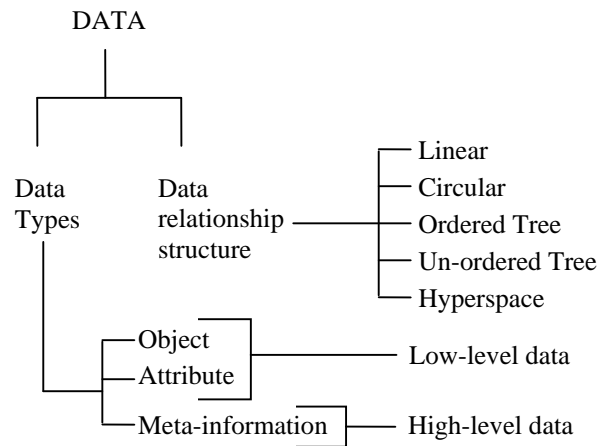 DATA
Data
Types
Data
relationship
structure
Linear
Circular
Ordered Tree
Un-ordered Tree
Hyperspace
Object
Attribute
Meta-information
Low-level data
High-level data